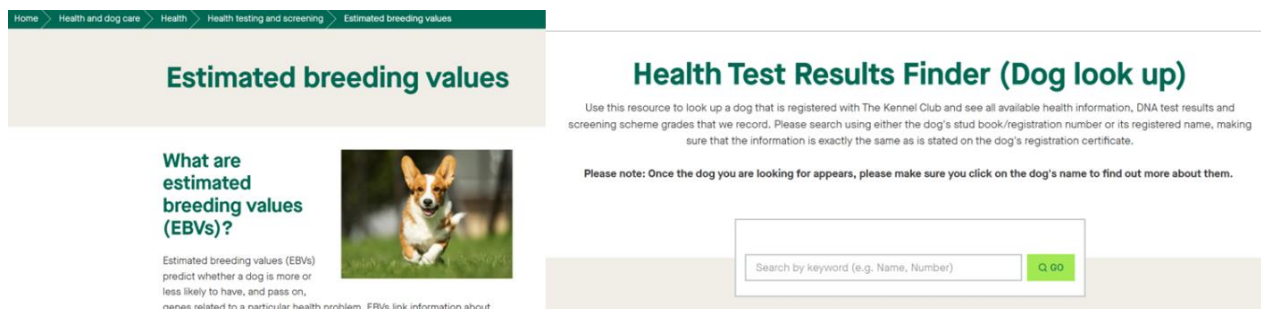 Home
Health and dog care
Health
Health testing and screening
Estimated breeding values
Estimated breeding values
What are
estimated
breeding values
(EBVs)?
Estimated breeding values (EBVs)
predict whether a dog is more or
less likely to have, and pass on,
genes related to a particular health problem. EBVs link information about
Health Test Results Finder (Dog look up)
Use this resource to look up a dog that is registered with The Kennel Club and see all available health information, DNA test results and
screening scheme grades that we record. Please search using either the dog's stud book/registration number or its registered name, making
sure that the information is exactly the same as is stated on the dog's registration certificate.
Please note: Once the dog you are looking for appears, please make sure you click on the dog's name to find out more about them.
Search by keyword (e.g. Name, Number)
GO